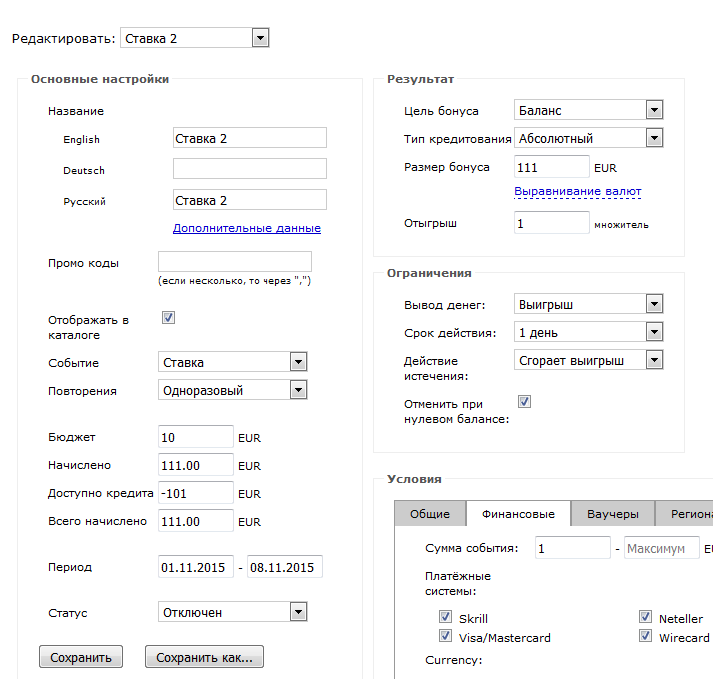 Редактировать: Ставка 2
Основные настройки
Название
English Ставка 2
Deutsch
Русский Ставка 2
Дополнительные данные
Промо коды
(если несколько, то через ",")
Отображать в
каталоге
Событие Ставка
Повторения Одноразовый
Бюджет 10 EUR
Начислено 111.00 EUR
Доступно кредита -101 EUR
Всего начислено 111.00 EUR
Период 01.11.2015 - 08.11.2015
Статус Отключен
Сохранить Сохранить как...
Результат
Цель бонуса Баланс
Тип кредитования Абсолютный
Размер бонуса 111 EUR
Выравнивание валют
Отыгрыш 1 множитель
Ограничения
Вывод денег: Выигрыш
Срок действия: 1 день
Действие Сгорает выигрыш
истечения:
Отменить при
нулевом балансе:
Условия
Общие Финансовые Ваучеры Региона
Сумма события: 1 - Максимум E
Платёжные
системы:
Skrill Neteller
Visa/Mastercard Wirecard
Currency: